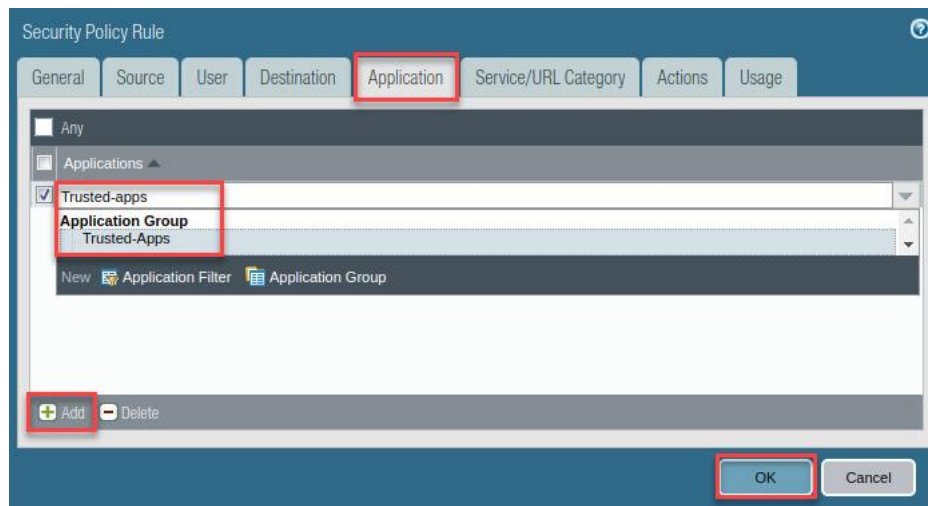 Security Policy Rule
General Source User Destination Application Service/URL Category Actions Usage
Any
Applications
Trusted-apps
Application Group
Trusted-Apps
New Application Filter Application Group
Add Delete
OK Cancel